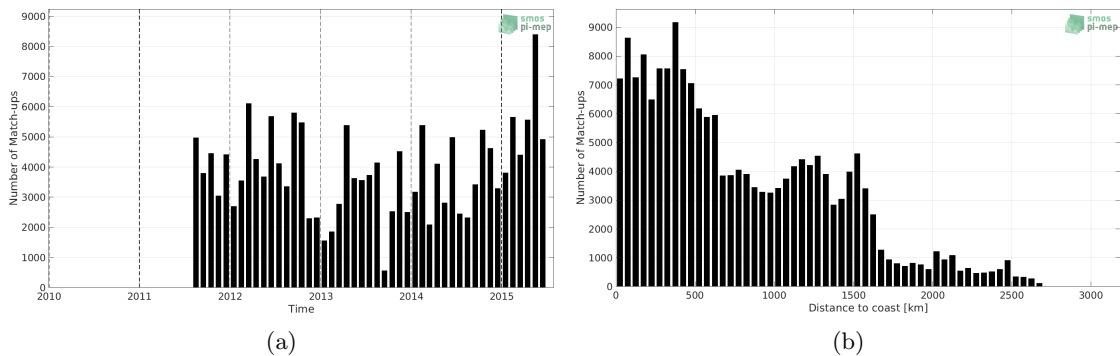 smos
pi-mep
9000
8000
7000
6000
5000
4000
3000
2000
1000
0
Number of Match-ups
2010 2011 2012 2013 2014 2015
Time
(a)
smos
pi-mep
9000
8000
7000
6000
5000
4000
3000
2000
1000
0
Number of Match-ups
0 500 1000 1500 2000 2500 3000
Distance to coast [km]
(b)